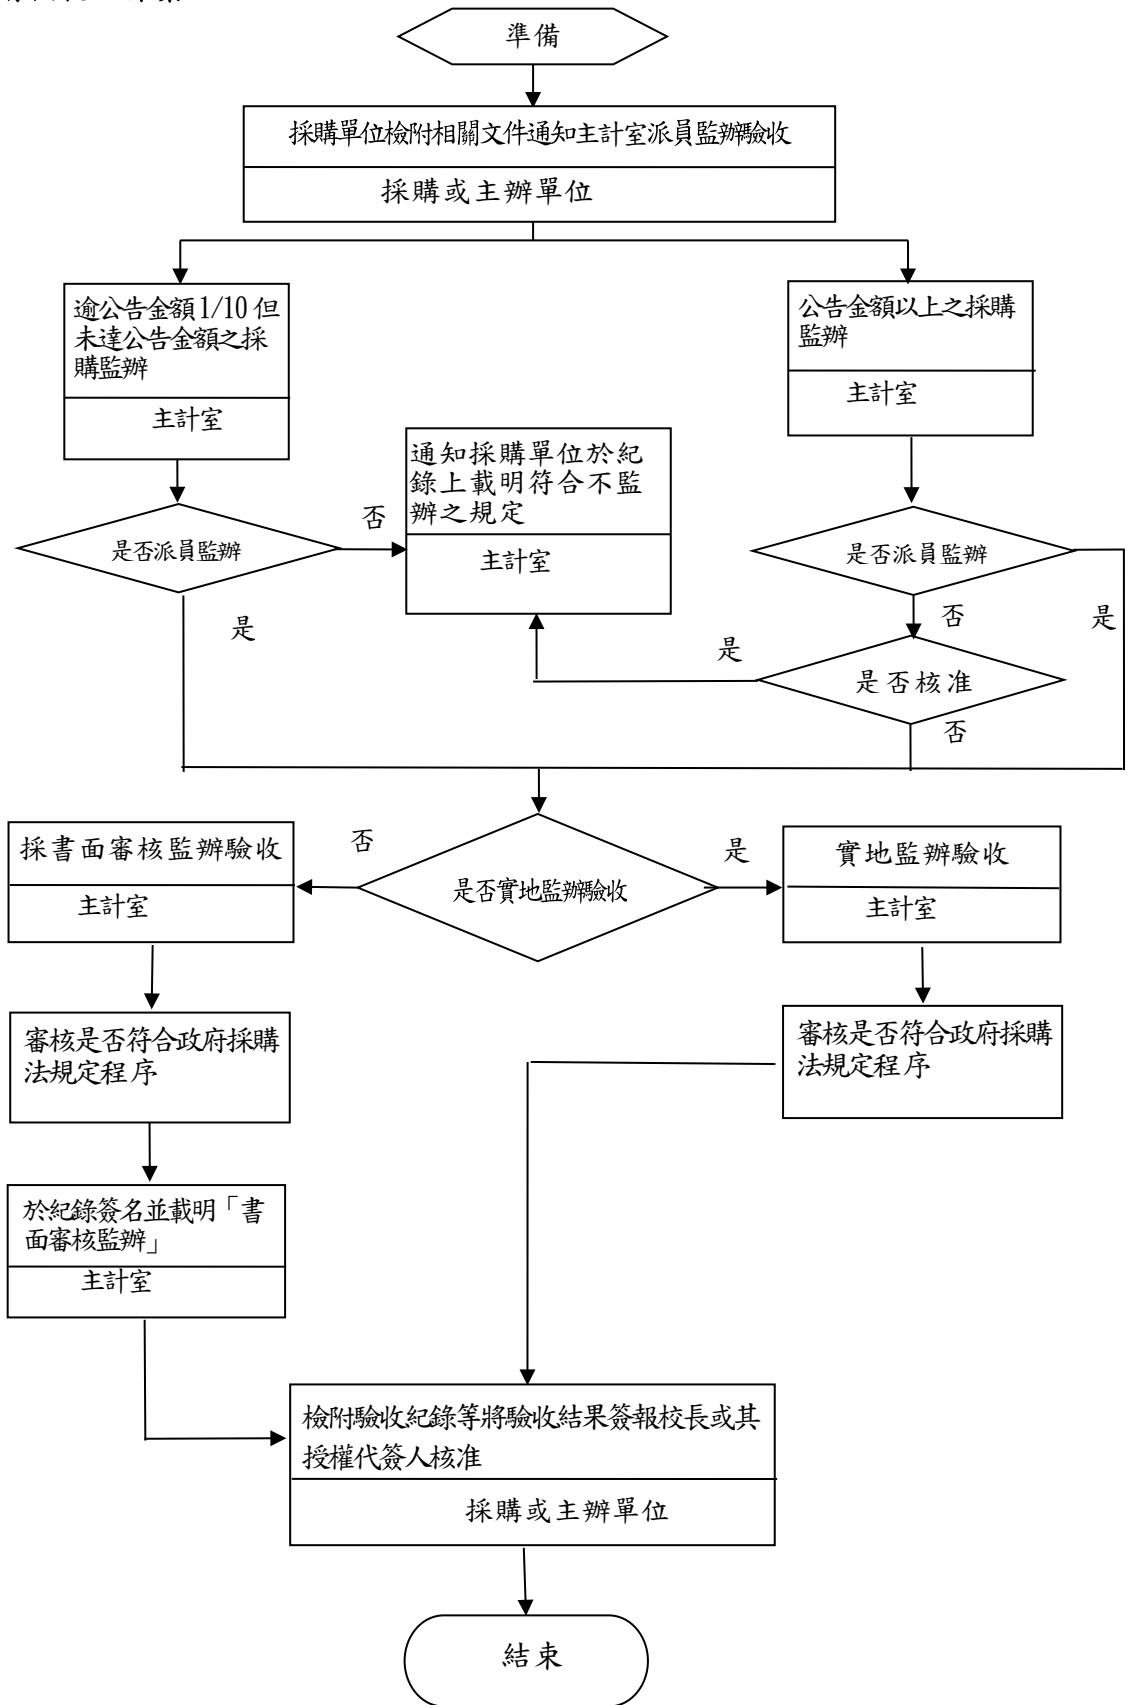 準備
採購單位檢附相關文件通知主計室派員監辦驗收
採購或主辦單位
逾公告金額1/10但
未達公告金額之採
購監辦
主計室
公告金額以上之採購
監辦
主計室
通知採購單位於紀
錄上載明符合不監
辦之規定
主計室
否
是否派員監辦
是
是否派員監辦
否
是
是
是否核准
否
採書面審核監辦驗收
主計室
否
是否實地監辦驗收
是
實地監辦驗收
主計室
審核是否符合政府採購
法規定程序
審核是否符合政府採購
法規定程序
於紀錄簽名並載明「書
面審核監辦」
主計室
檢附驗收紀錄等將驗收結果簽報校長或其
授權代簽人核准
採購或主辦單位
結束